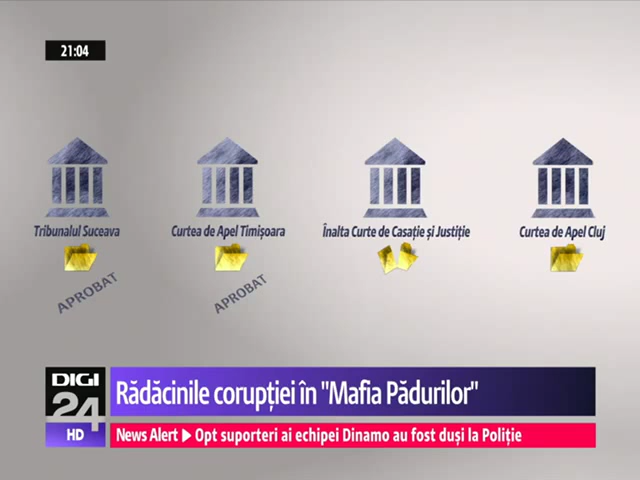 21:04
Tribunalul Suceava
Curtea de Apel Timișoara
Înalta Curte de Casație și Justiție
Curtea de Apel Cluj
APROBAT
APROBAT
DIGI
24
HD
Rădăcinile corupției în "Mafia Pădurilor"
News Alert ▶ Opt suporteri ai echipei Dinamo au fost duși la Poliție